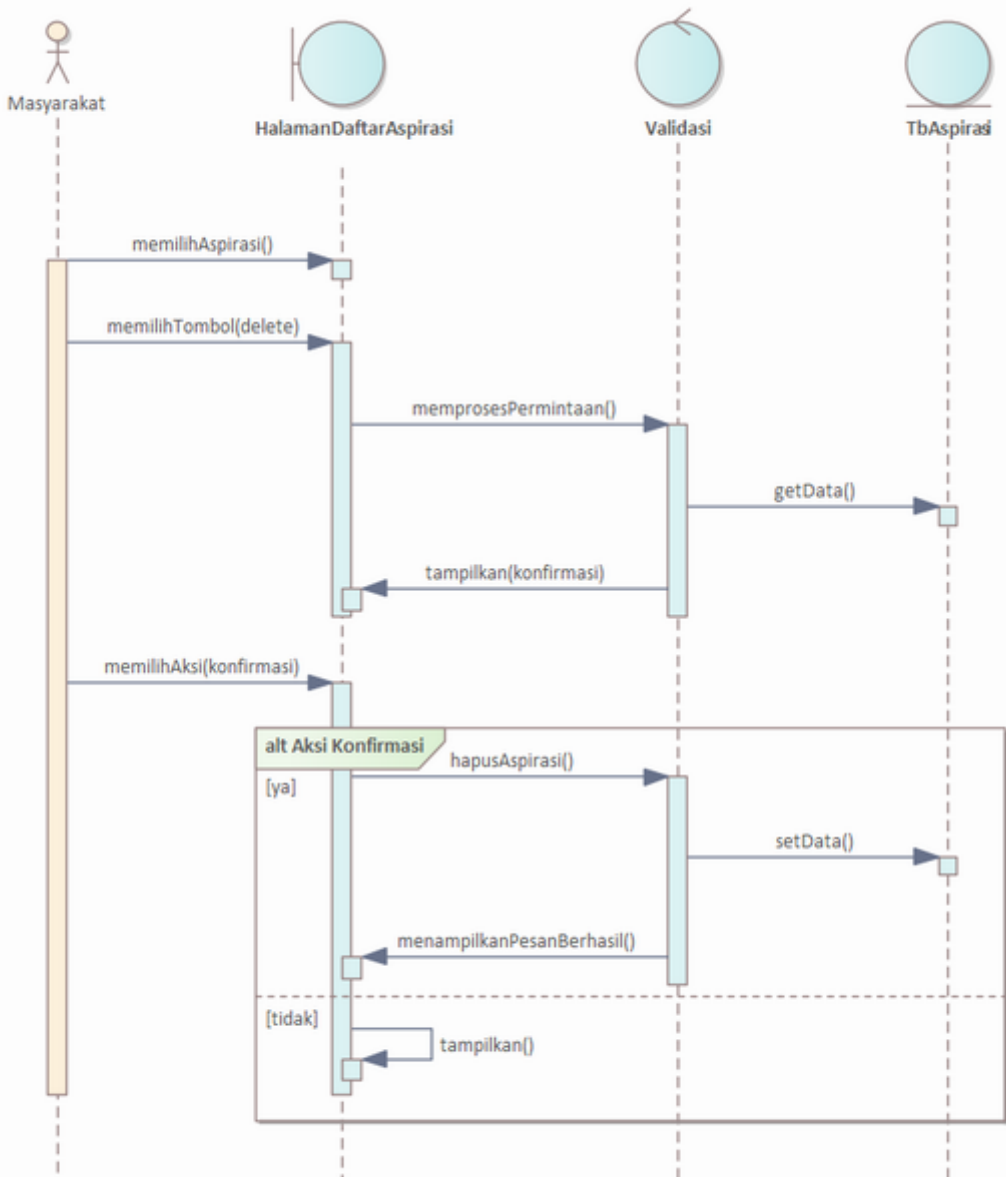 Masyarakat
HalamanDaftarAspirasi
Validasi
TbAspirasi
memilihAspirasi()
memilihTombol(delete)
memprosesPermintaan()
getData()
tampilkan(konfirmasi)
memilihAksi(konfirmasi)
alt Aksi Konfirmasi
hapusAspirasi()
[ya]
setData()
menampilkanPesanBerhasil()
[tidak]
tampilkan()